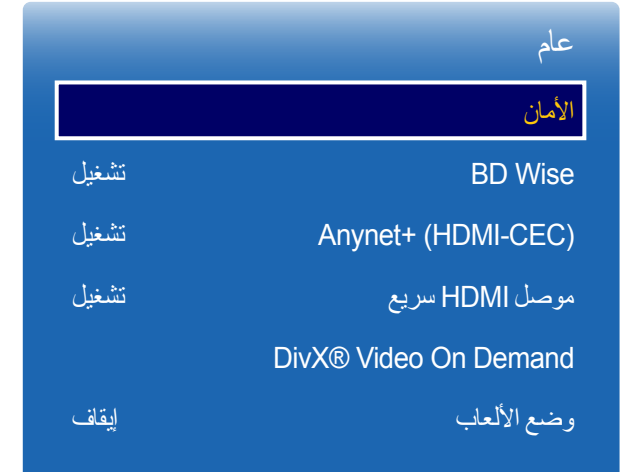 عام
الأمان
BD Wise تشغيل
Anynet+ (HDMI-CEC) تشغيل
موصل HDMI سريع تشغيل
DivX® Video On Demand
وضع الألعاب إيقاف